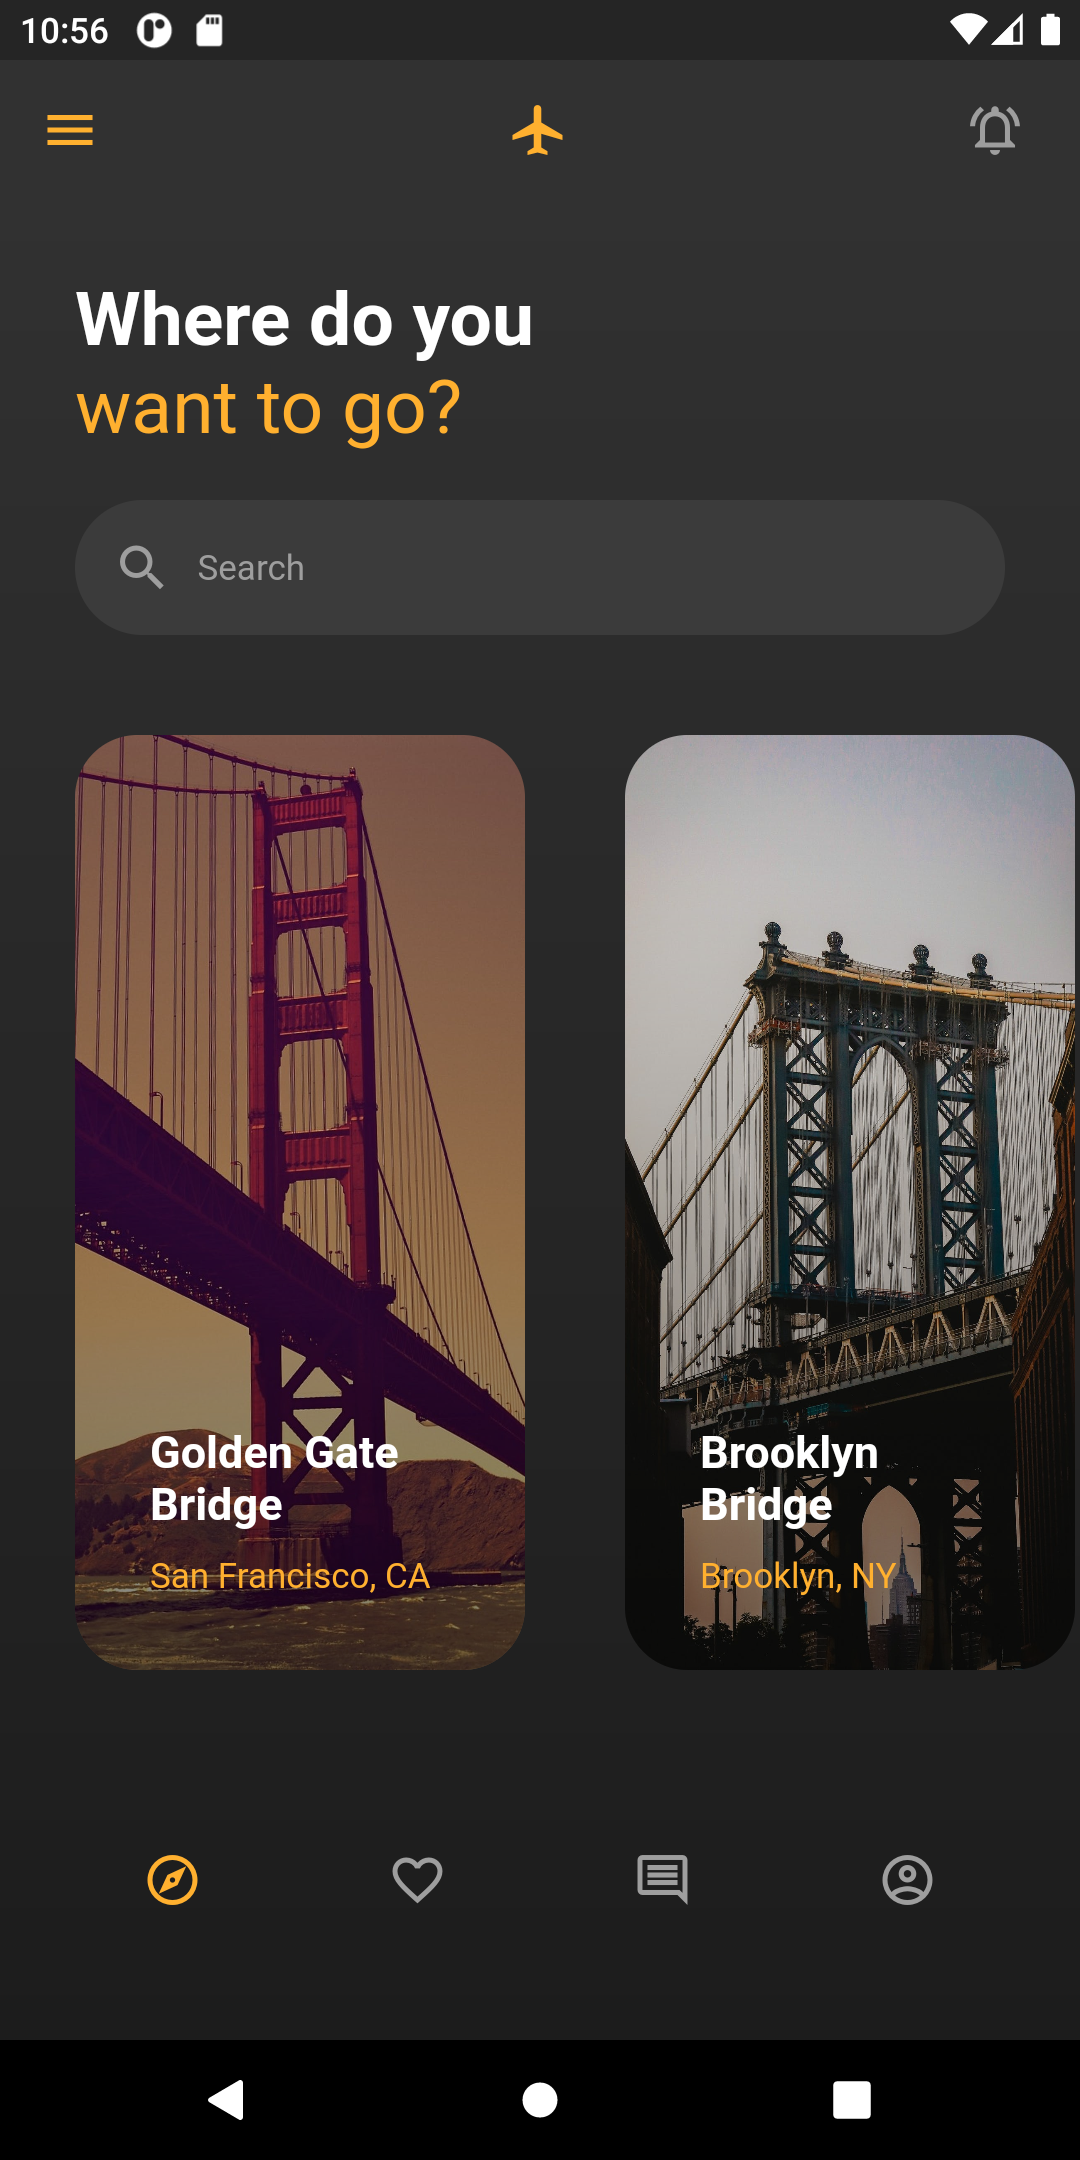 10:56
Where do you
want to go?
Search
Golden Gate
Bridge
San Francisco, CA
Brooklyn
Bridge
Brooklyn, NY